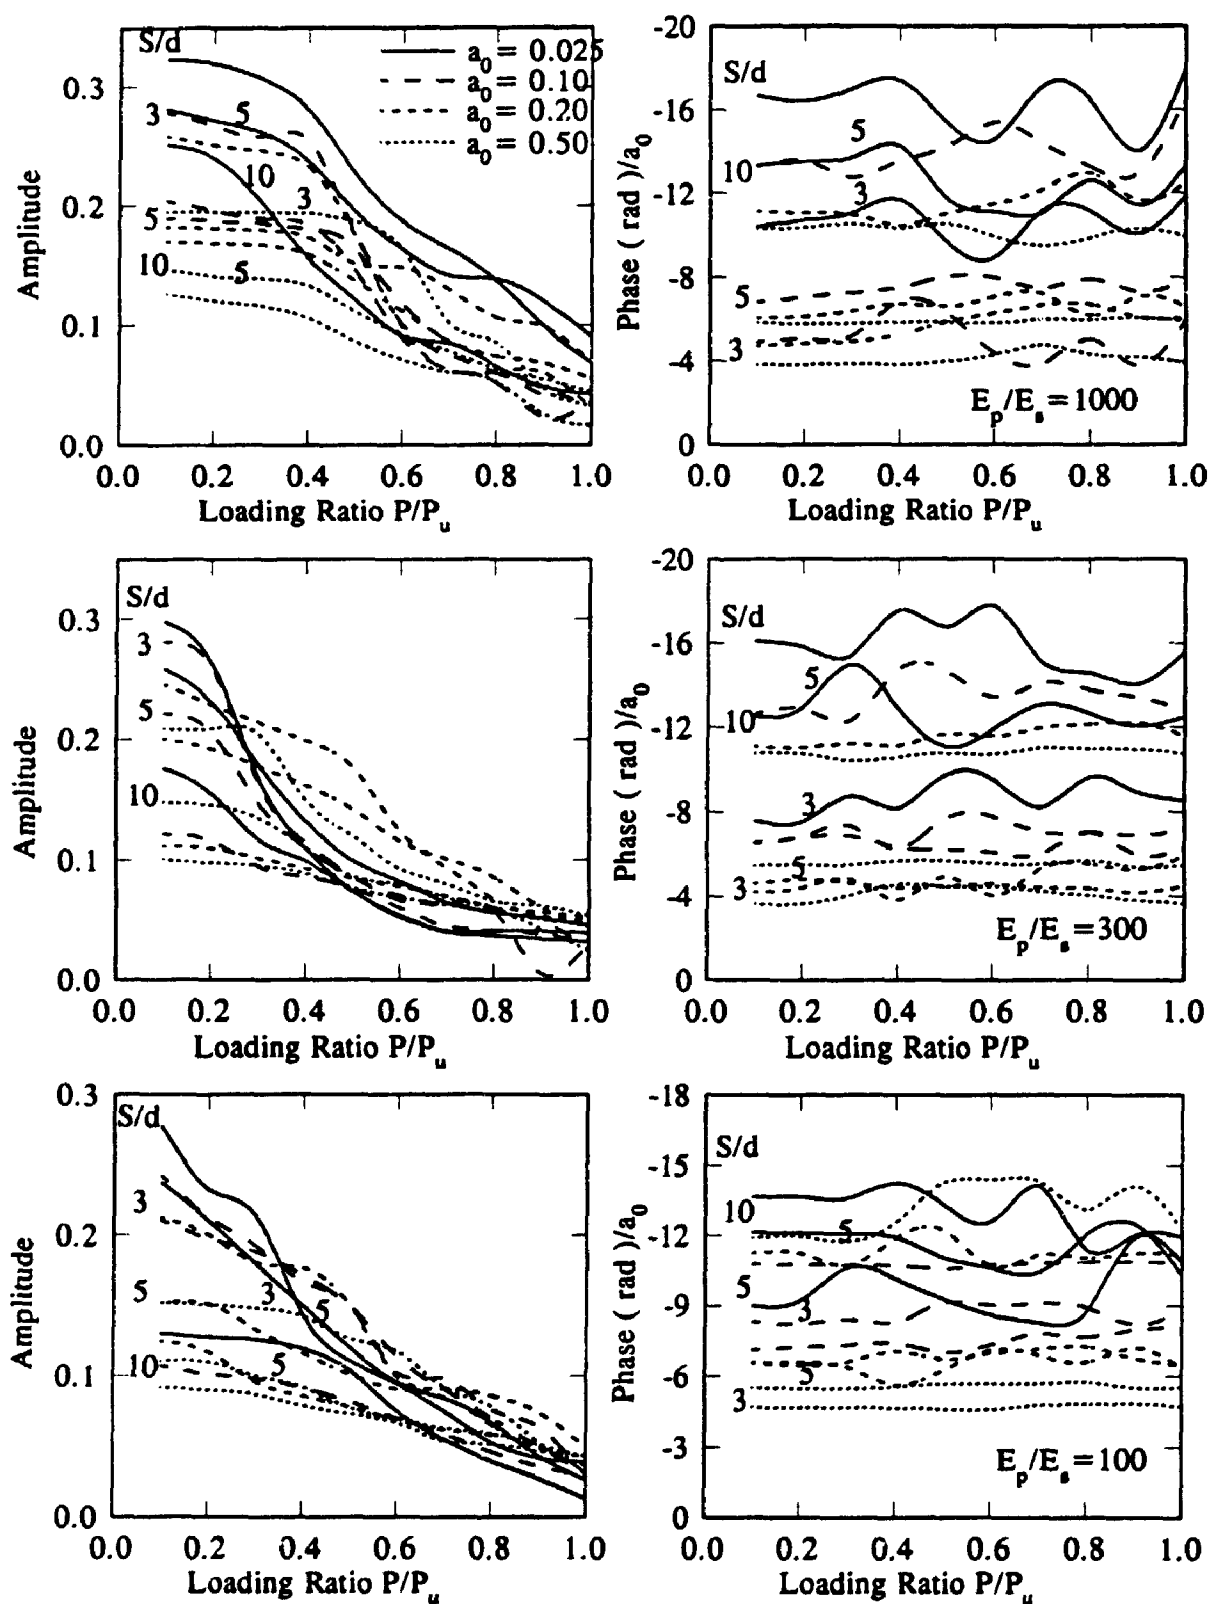 S/d
a₀ = 0.025
a₀ = 0.10
a₀ = 0.20
a₀ = 0.50
3
5
10
3
5
10
5
0.3
0.2
0.1
0.0
Amplitude
0.0 0.2 0.4 0.6 0.8 1.0
Loading Ratio P/Pᵤ
-20
-16
-12
-8
-4
0
Phase ( rad )/a₀
S/d
5
10
3
5
3
Eₚ/Eₛ=1000
0.0 0.2 0.4 0.6 0.8 1.0
Loading Ratio P/Pᵤ
S/d
3
5
10
0.3
0.2
0.1
0.0
Amplitude
0.0 0.2 0.4 0.6 0.8 1.0
Loading Ratio P/Pᵤ
-20
-16
-12
-8
-4
0
Phase ( rad )/a₀
S/d
5
10
3
5
3
Eₚ/Eₛ=300
0.0 0.2 0.4 0.6 0.8 1.0
Loading Ratio P/Pᵤ
0.3
0.2
0.1
0.0
Amplitude
S/d
3
3
5
5
10
5
0.0 0.2 0.4 0.6 0.8 1.0
Loading Ratio P/Pᵤ
-18
-15
-12
-9
-6
-3
0
Phase ( rad )/a₀
S/d
10
5
5
3
5
3
Eₚ/Eₛ=100
0.0 0.2 0.4 0.6 0.8 1.0
Loading Ratio P/Pᵤ